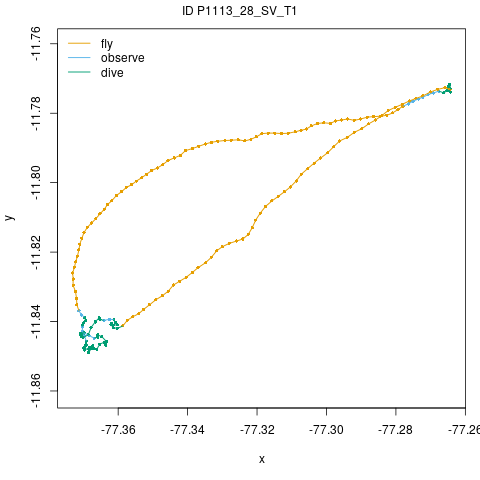 ID P1113_28_SV_T1
fly
observe
dive
y
-11.76
-11.78
-11.80
-11.82
-11.84
-11.86
-77.36
-77.34
-77.32
-77.30
-77.28
-77.26
x